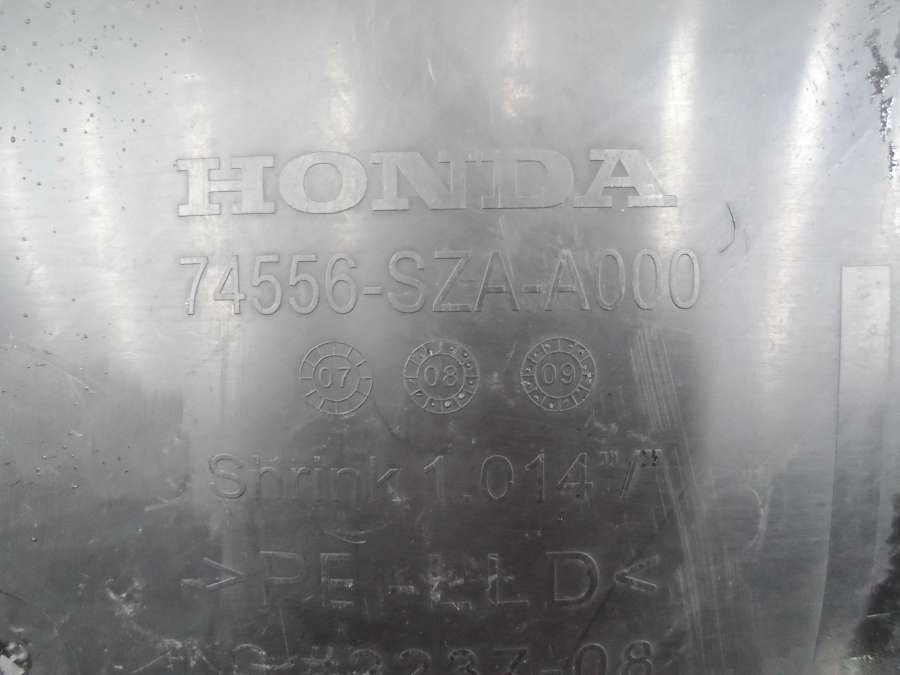 HONDA
74556-SZA-A000
07 08 09
Shrink 1.014"/"
>PE-LLD<